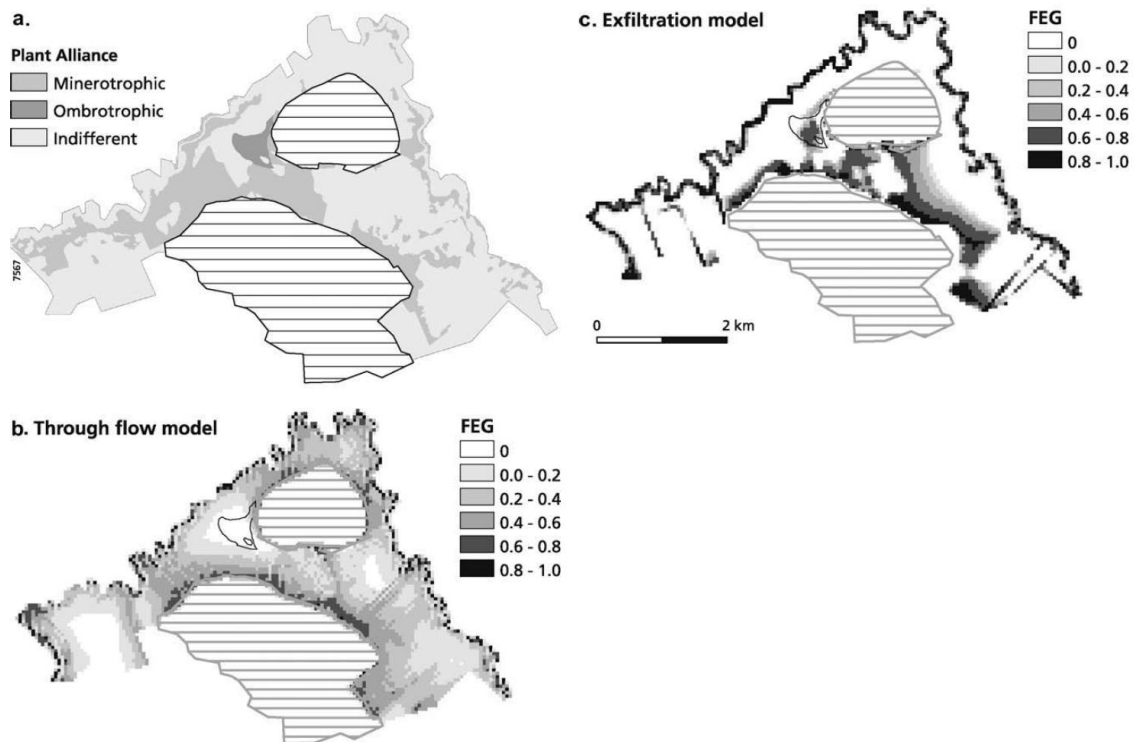 a.
Plant Alliance
Minerotrophic
Ombrotrophic
Indifferent
7567
c. Exfiltration model
FEG
0
0.0 - 0.2
0.2 - 0.4
0.4 - 0.6
0.6 - 0.8
0.8 - 1.0
0 2 km
b. Through flow model
FEG
0
0.0 - 0.2
0.2 - 0.4
0.4 - 0.6
0.6 - 0.8
0.8 - 1.0